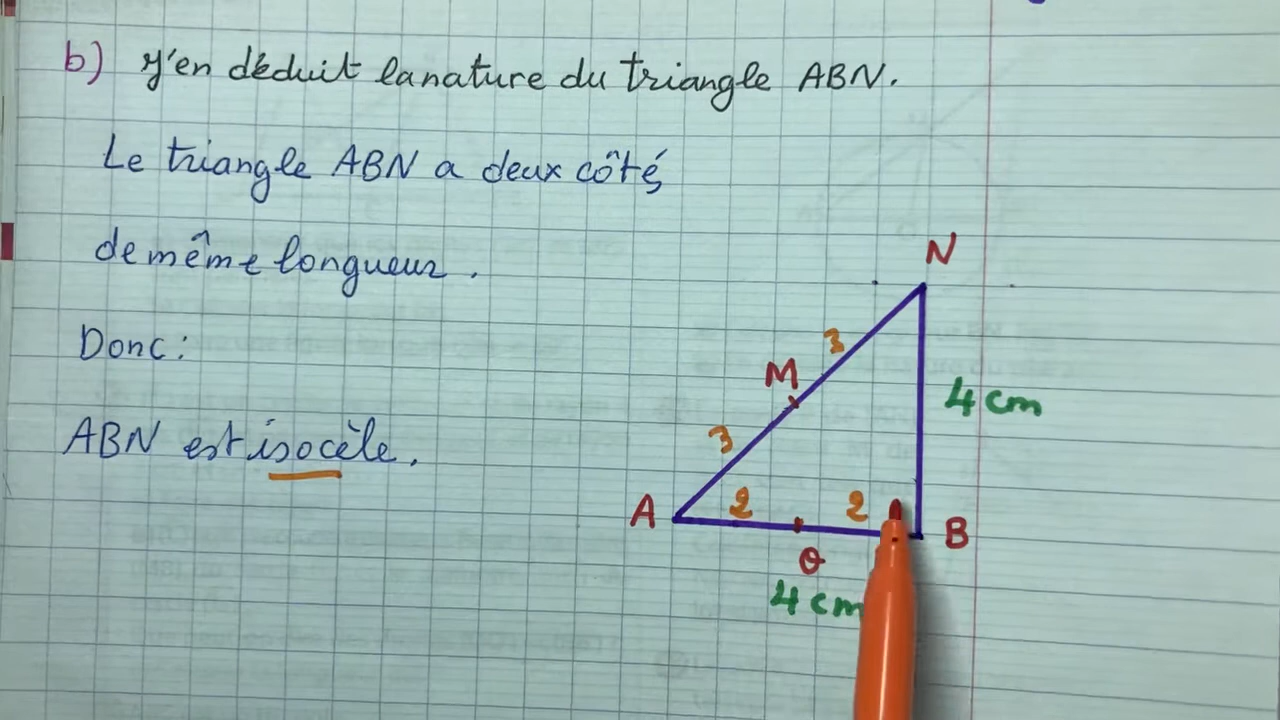 b) J'en déduit la nature du triangle ABN.
Le triangle ABN a deux côtés
de même longueur.
Donc:
ABN est isocèle.
N
3
M
4 cm
3
A
2
2
B
O
4 cm